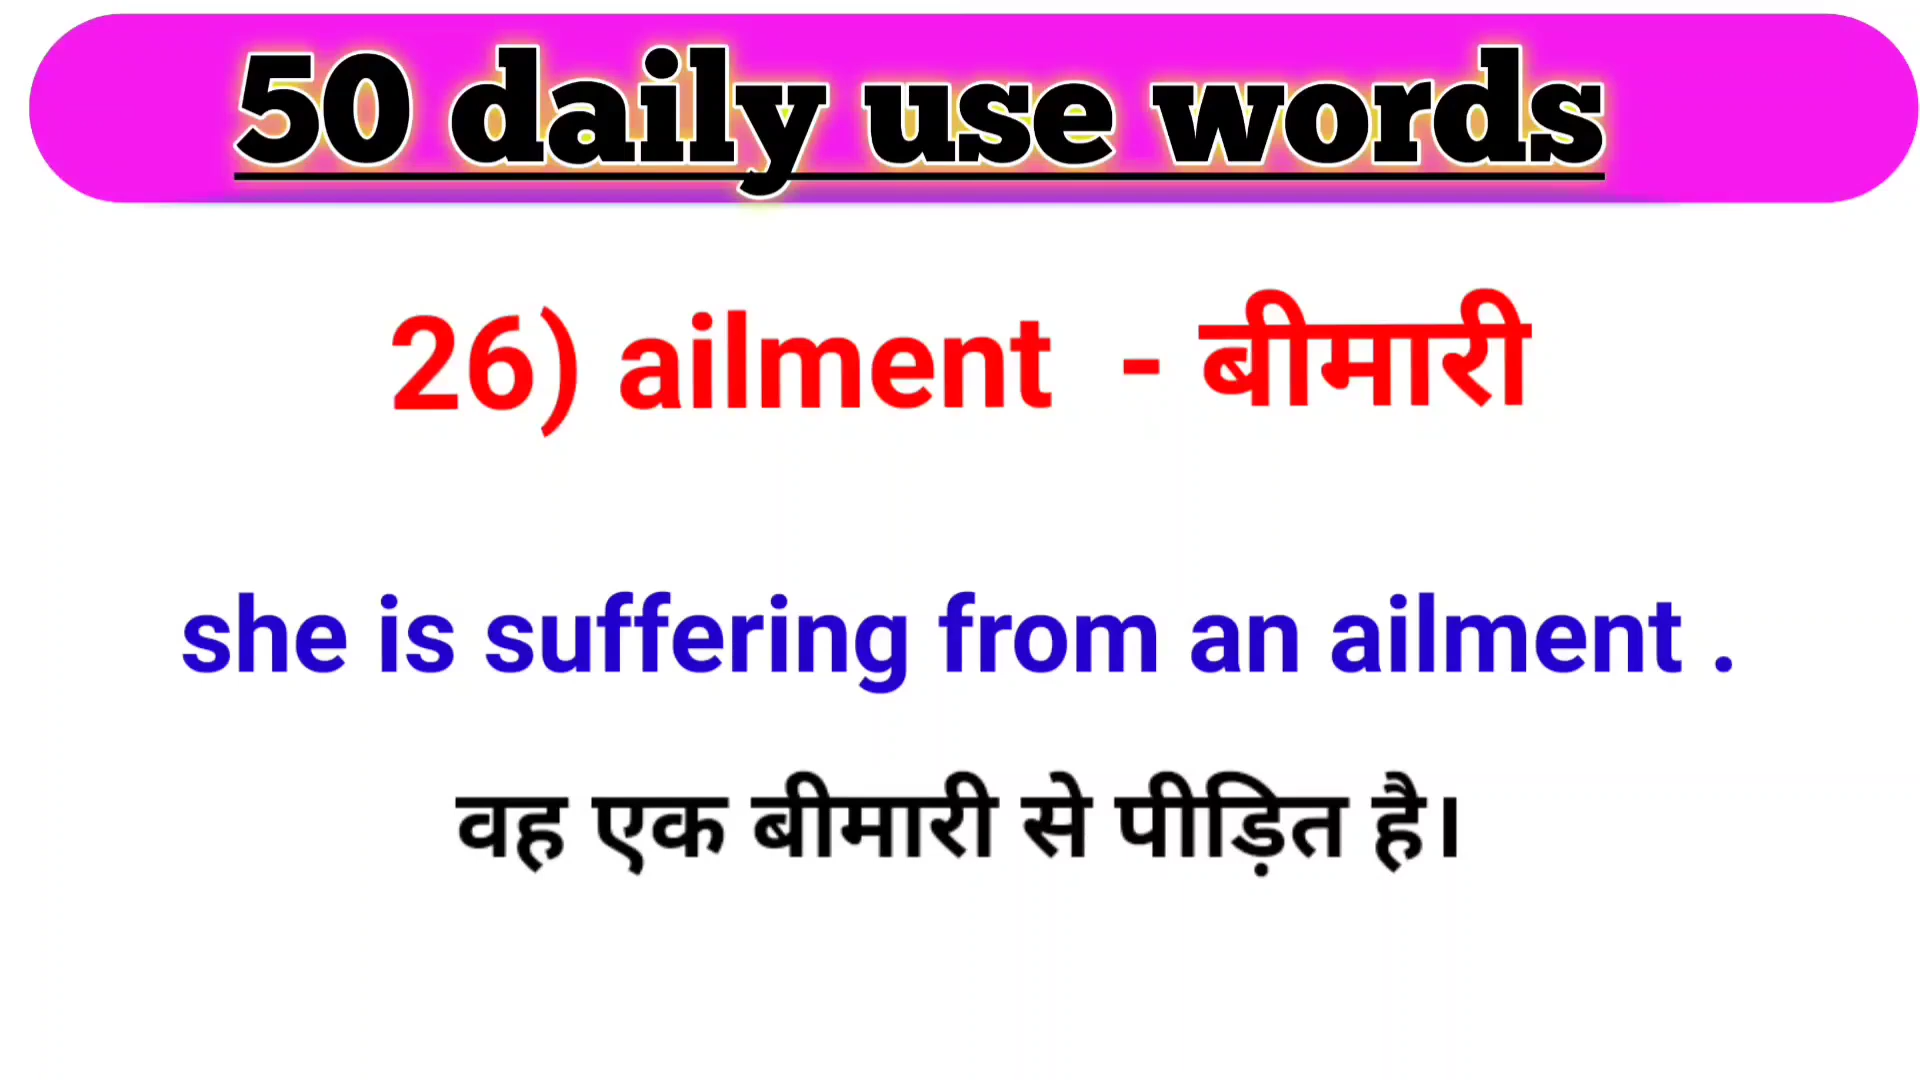 50 daily use words
26) ailment - बीमारी
she is suffering from an ailment .
वह एक बीमारी से पीड़ित है।